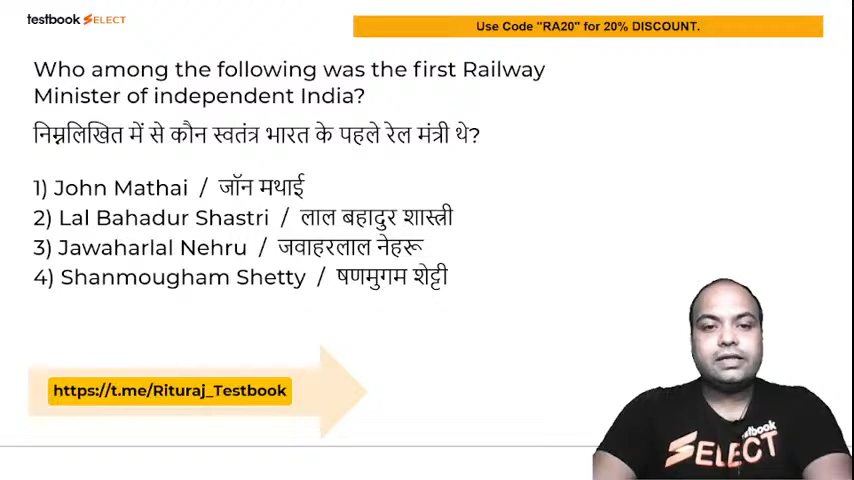 testbook SELECT
Use Code "RA20" for 20% DISCOUNT.
Who among the following was the first Railway
Minister of independent India?
निम्नलिखित में से कौन स्वतंत्र भारत के पहले रेल मंत्री थे?
1) John Mathai / जॉन मथाई
2) Lal Bahadur Shastri / लाल बहादुर शास्त्री
3) Jawaharlal Nehru / जवाहरलाल नेहरू
4) Shanmougham Shetty / षणमुगम शेट्टी
https://t.me/Rituraj_Testbook
testbook
SELECT